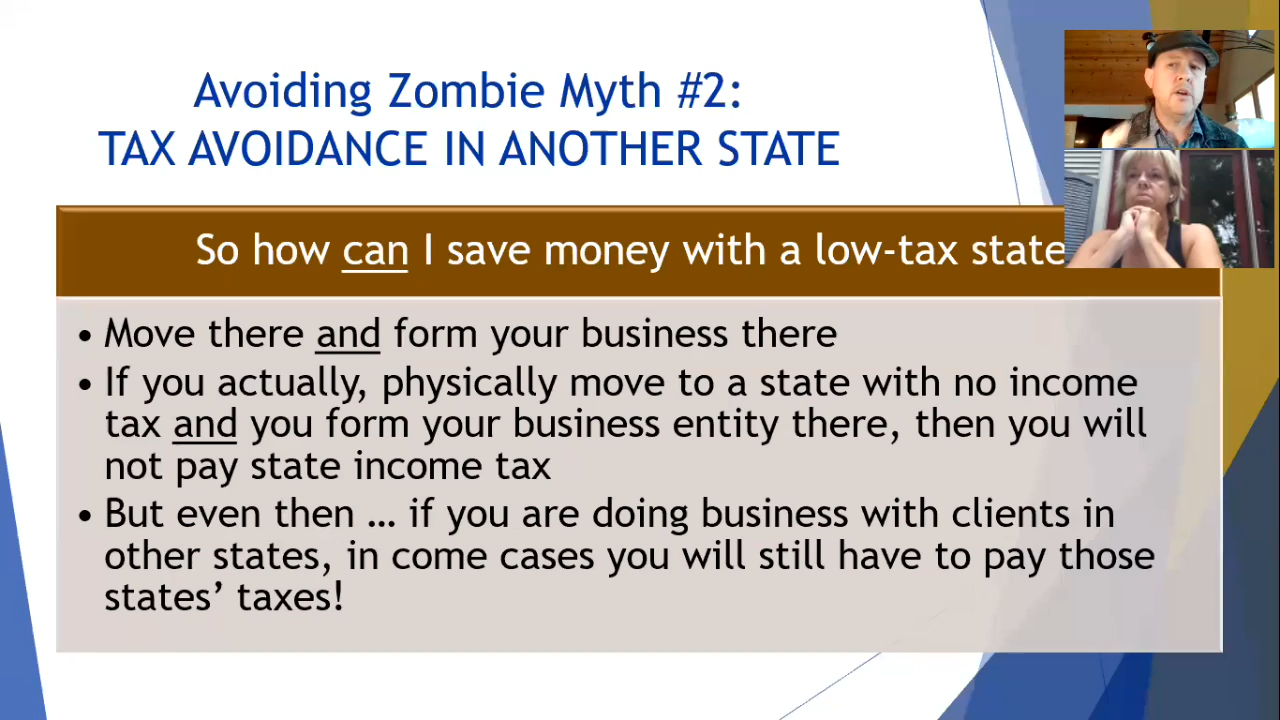 Avoiding Zombie Myth #2:
TAX AVOIDANCE IN ANOTHER STATE
So how can I save money with a low-tax state
• Move there and form your business there
• If you actually, physically move to a state with no income
tax and you form your business entity there, then you will
not pay state income tax
• But even then … if you are doing business with clients in
other states, in come cases you will still have to pay those
states’ taxes!